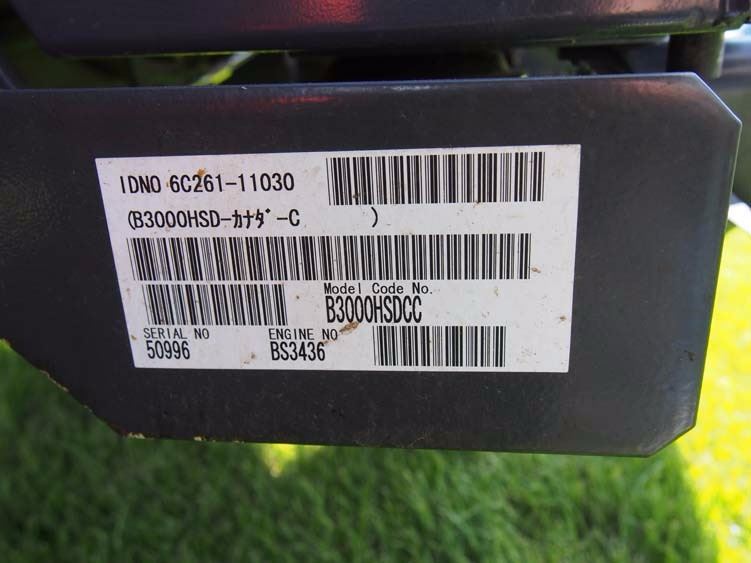 IDNO 6C261-11030
(B3000HSD-ｶﾅﾀﾞ-C )
Model Code No.
B3000HSDCC
SERIAL NO ENGINE NO
50996 BS3436